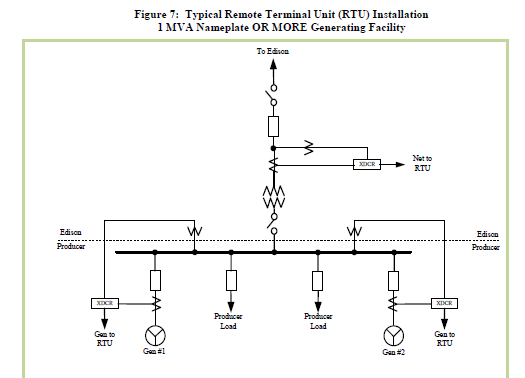 Figure 7: Typical Remote Terminal Unit (RTU) Installation
1 MVA Nameplate OR MORE Generating Facility
To Edison
XDCR
Net to
RTU
Edison
Producer
Edison
Producer
XDCR
Gen to
RTU
Gen #1
Producer
Load
Producer
Load
Gen #2
XDCR
Gen to
RTU